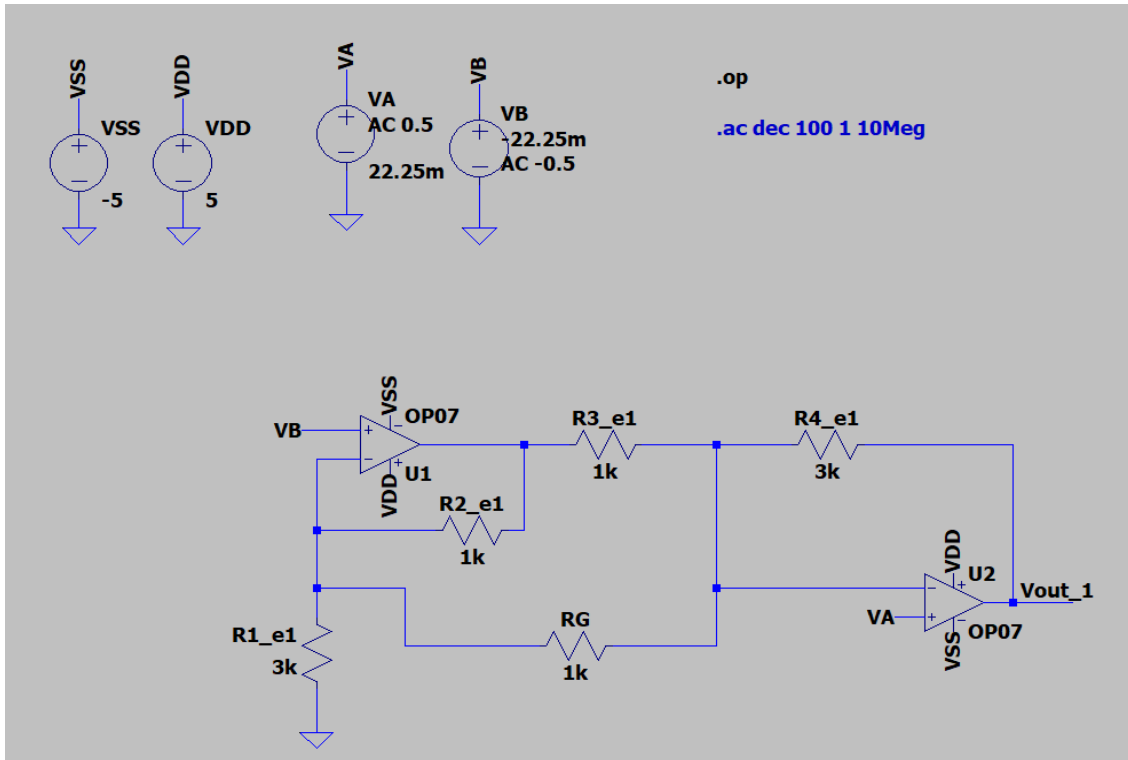 VSS
VSS
-5
VDD
VDD
5
VA
VA
AC 0.5
22.25m
VB
VB
-22.25m
AC -0.5
.op
.ac dec 100 1 10Meg
VB
VSS
OP07
U1
VDD
R2_e1
1k
R3_e1
1k
R4_e1
3k
R1_e1
3k
RG
1k
VA
VDD
U2
VSS
OP07
Vout_1